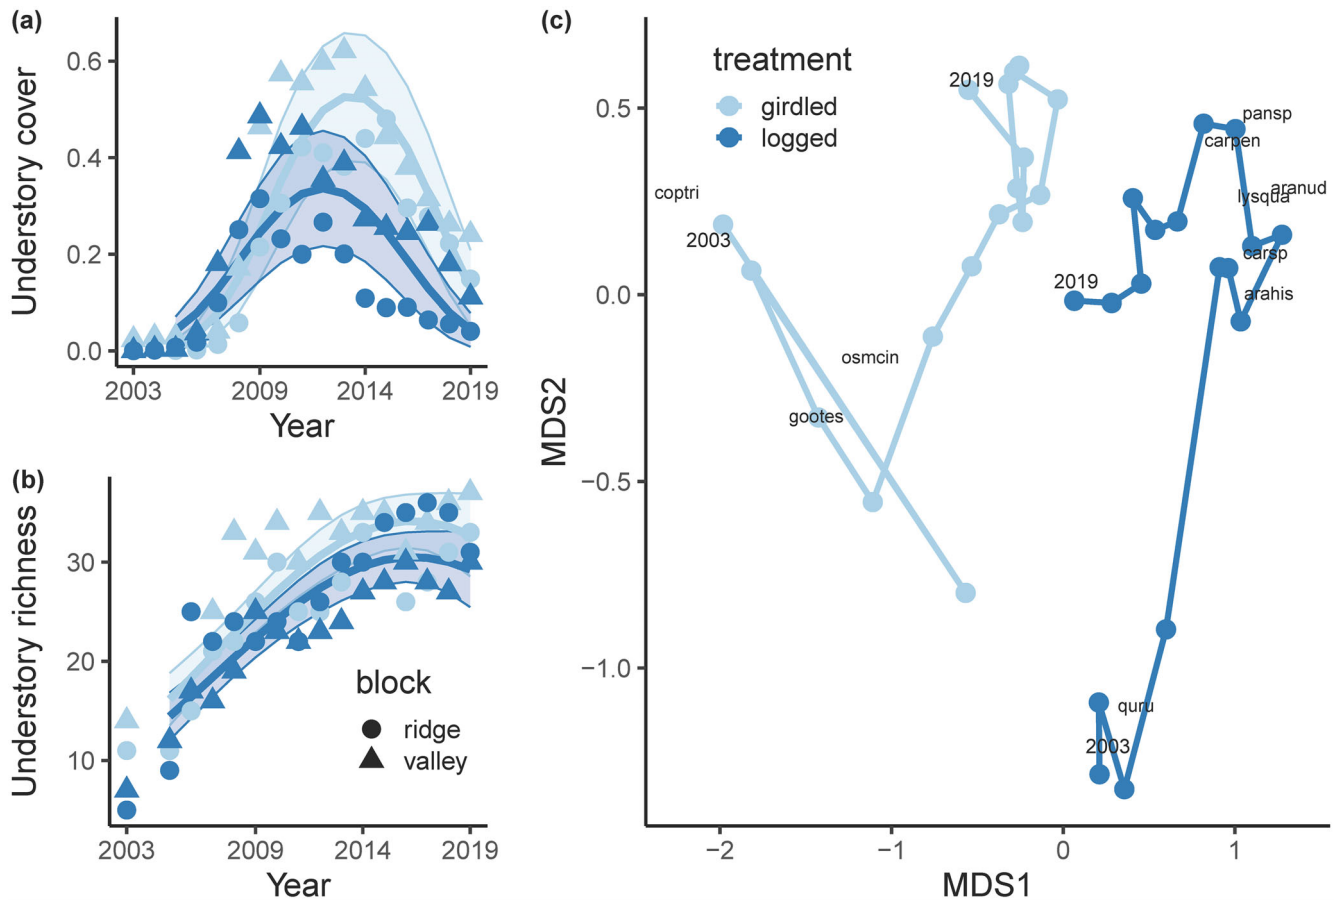 (a)
Understory cover
0.6
0.4
0.2
0.0
2003
2009
2014
2019
Year
(b)
Understory richness
30
20
10
block
ridge
valley
2003
2009
2014
2019
Year
(c)
treatment
girdled
logged
MDS2
0.5
0.0
−0.5
−1.0
2019
pansp
carpen
coptri
aranud
lysqua
2003
carsp
2019
arahis
osmcin
gootes
quru
2003
−2
−1
0
1
MDS1